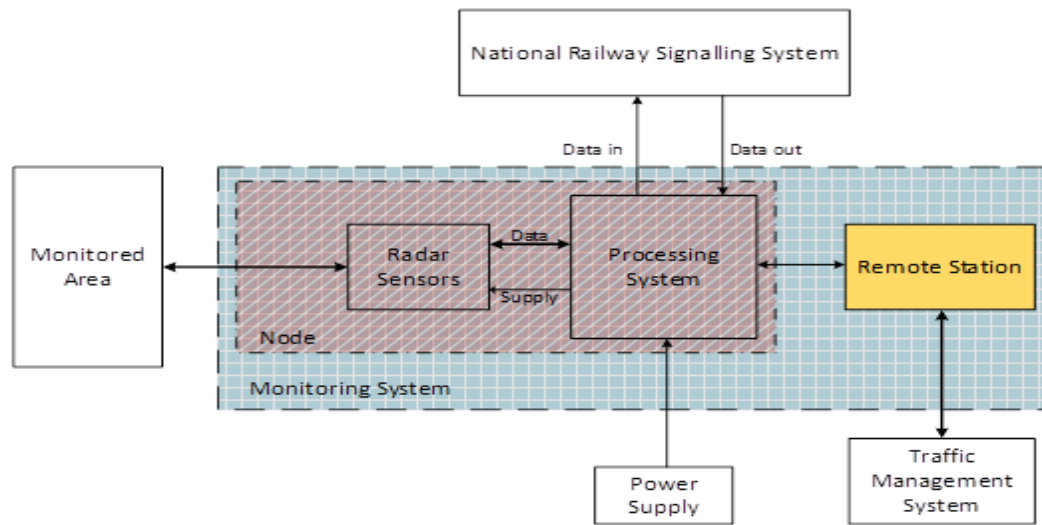 National Railway Signalling System
Data in
Data out
Monitored
Area
Radar
Sensors
Data
Supply
Processing
System
Remote Station
Node
Monitoring System
Power
Supply
Traffic
Management
System